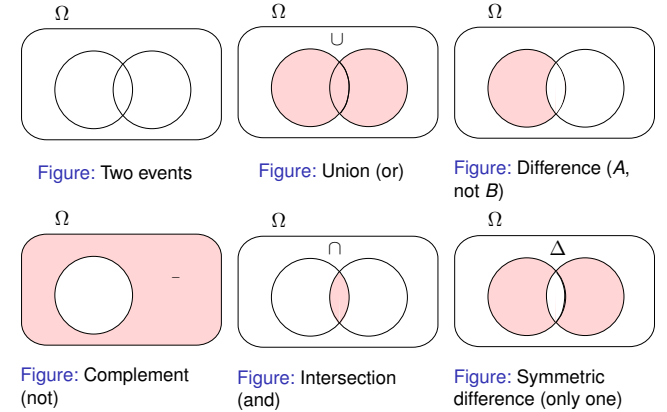 Ω
Ω
Ω
∪
Figure: Two events
Figure: Union (or)
Figure: Difference (A,
not B)
Ω
Ω
Ω
–
∩
Δ
Figure: Complement
(not)
Figure: Intersection
(and)
Figure: Symmetric
difference (only one)